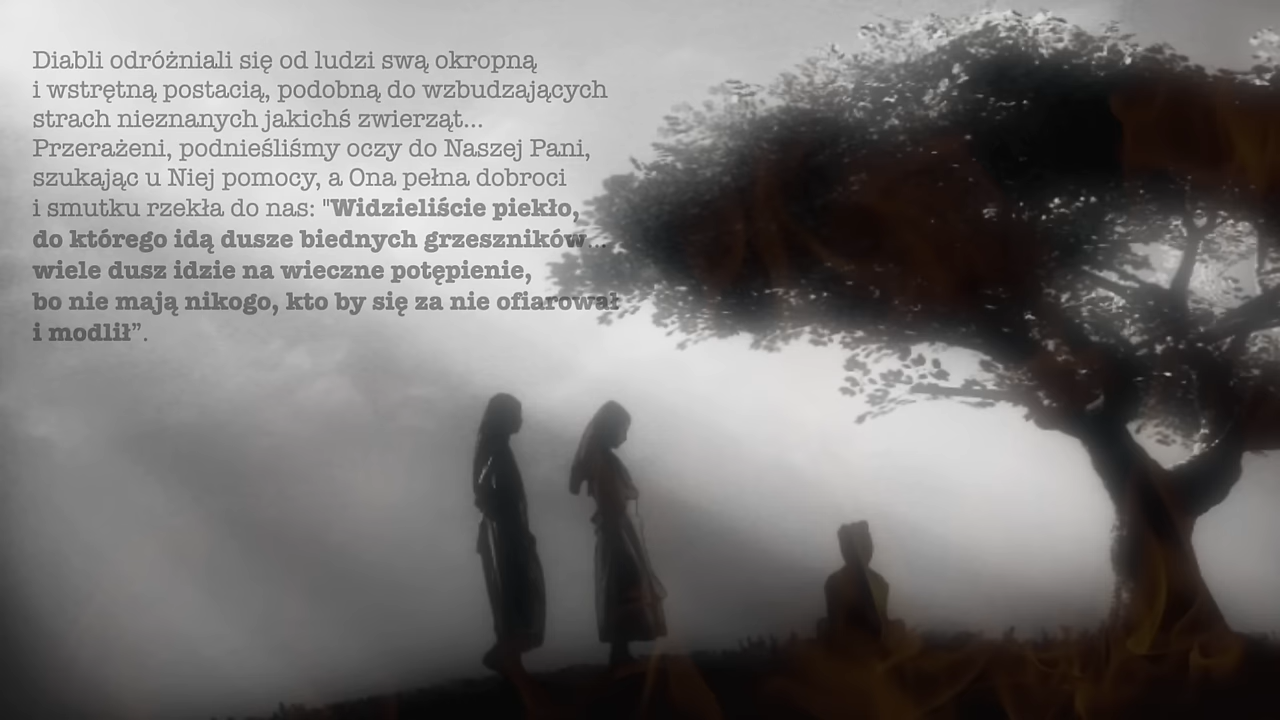 Diabli odróżniali się od ludzi swą okropną
i wstrętną postacią, podobną do wzbudzających
strach nieznanych jakichś zwierząt...
Przerażeni, podnieśliśmy oczy do Naszej Pani,
szukając u Niej pomocy, a Ona pełna dobroci
i smutku rzekła do nas: "Widzieliście piekło,
do którego idą dusze biednych grzeszników...
wiele dusz idzie na wieczne potępienie,
bo nie mają nikogo, kto by się za nie ofiarował
i modlił”.